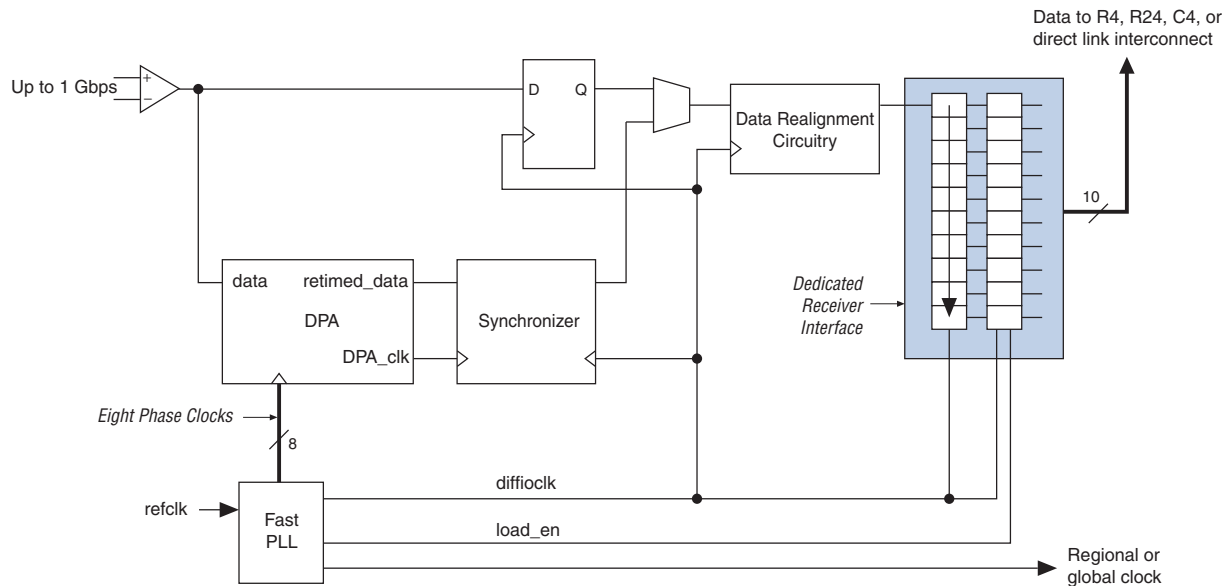 Data to R4, R24, C4, or
direct link interconnect
Up to 1 Gbps
+
−
D
Q
Data Realignment
Circuitry
10
data
retimed_data
DPA
DPA_clk
Synchronizer
Dedicated
Receiver
Interface
Eight Phase Clocks
8
diffioclk
refclk
Fast
PLL
load_en
Regional or
global clock